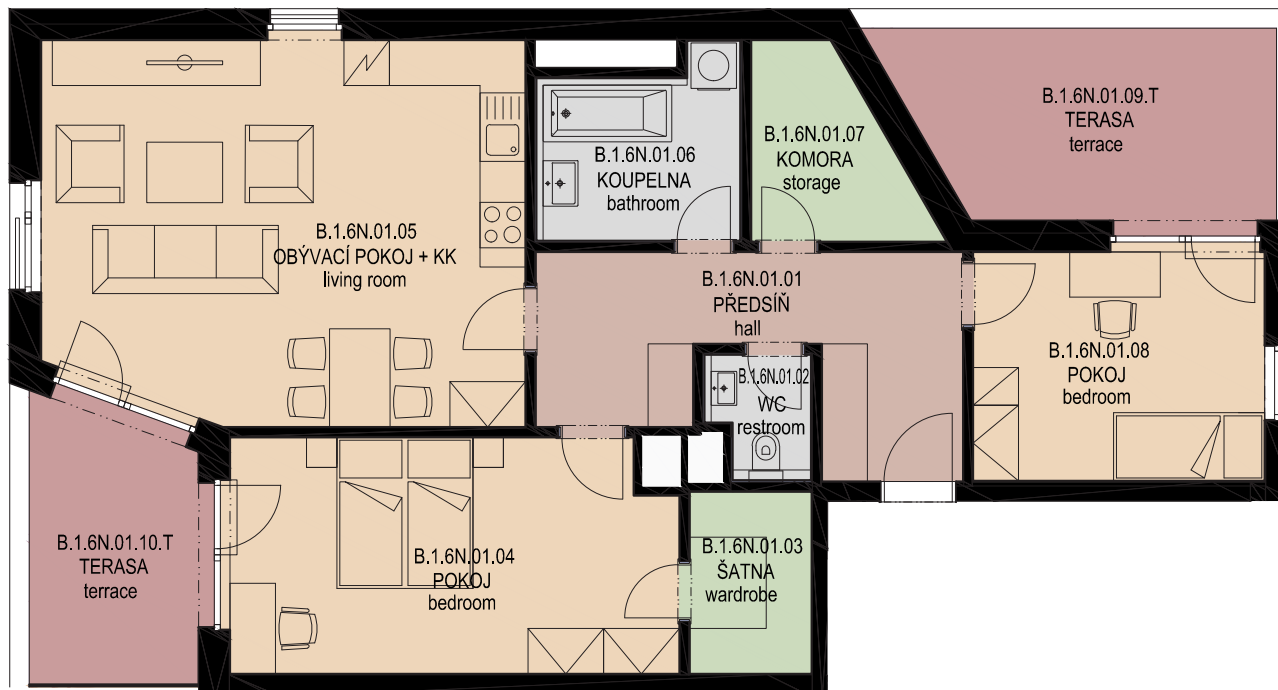 B.1.6N.01.09.T
TERASA
terrace
B.1.6N.01.07
KOMORA
storage
B.1.6N.01.06
KOUPELNA
bathroom
B.1.6N.01.05
OBÝVACÍ POKOJ + KK
living room
B.1.6N.01.01
PŘEDSÍŇ
hall
B.1.6N.01.08
POKOJ
bedroom
B.1.6N.01.02
WC
restroom
B.1.6N.01.10.T
TERASA
terrace
B.1.6N.01.04
POKOJ
bedroom
B.1.6N.01.03
ŠATNA
wardrobe